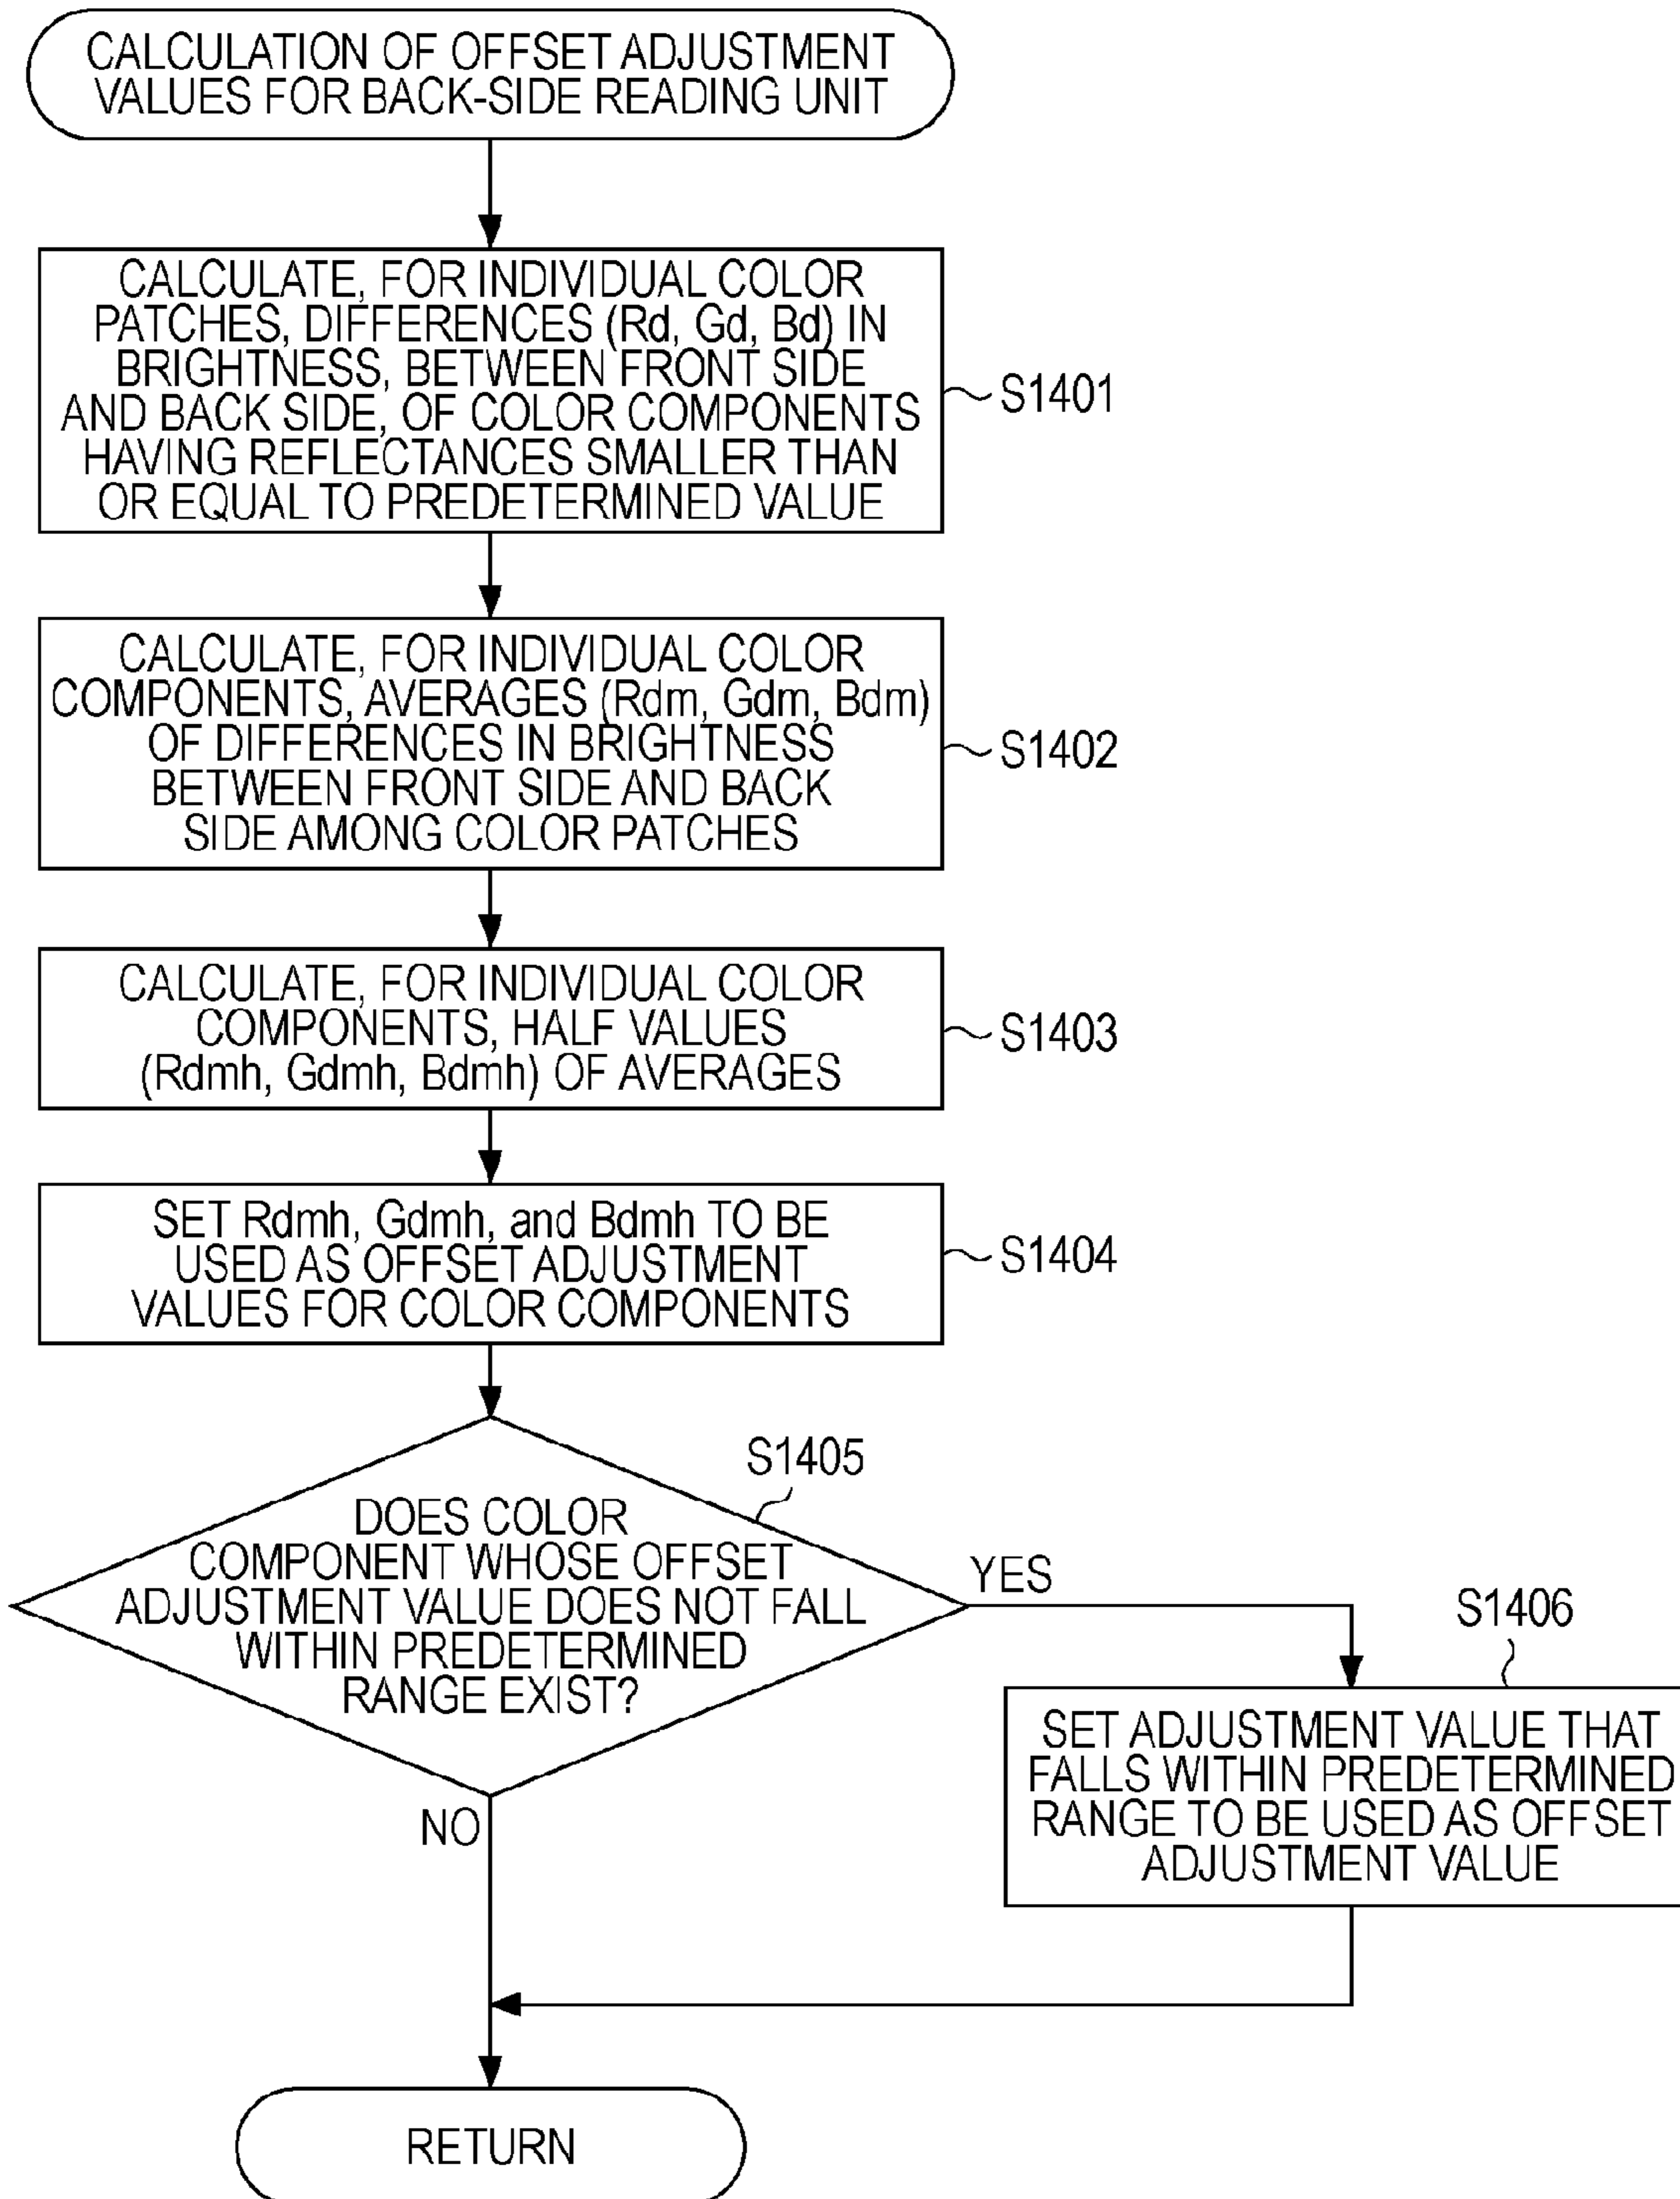 CALCULATION OF OFFSET ADJUSTMENT
VALUES FOR BACK-SIDE READING UNIT
CALCULATE, FOR INDIVIDUAL COLOR
PATCHES, DIFFERENCES (Rd, Gd, Bd) IN
BRIGHTNESS, BETWEEN FRONT SIDE
AND BACK SIDE, OF COLOR COMPONENTS
HAVING REFLECTANCES SMALLER THAN
OR EQUAL TO PREDETERMINED VALUE
S1401
CALCULATE, FOR INDIVIDUAL COLOR
COMPONENTS, AVERAGES (Rdm, Gdm, Bdm)
OF DIFFERENCES IN BRIGHTNESS
BETWEEN FRONT SIDE AND BACK
SIDE AMONG COLOR PATCHES
S1402
CALCULATE, FOR INDIVIDUAL COLOR
COMPONENTS, HALF VALUES
(Rdmh, Gdmh, Bdmh) OF AVERAGES
S1403
SET Rdmh, Gdmh, and Bdmh TO BE
USED AS OFFSET ADJUSTMENT
VALUES FOR COLOR COMPONENTS
S1404
S1405
DOES COLOR
COMPONENT WHOSE OFFSET
ADJUSTMENT VALUE DOES NOT FALL
WITHIN PREDETERMINED
RANGE EXIST?
YES
S1406
SET ADJUSTMENT VALUE THAT
FALLS WITHIN PREDETERMINED
RANGE TO BE USED AS OFFSET
ADJUSTMENT VALUE
NO
RETURN